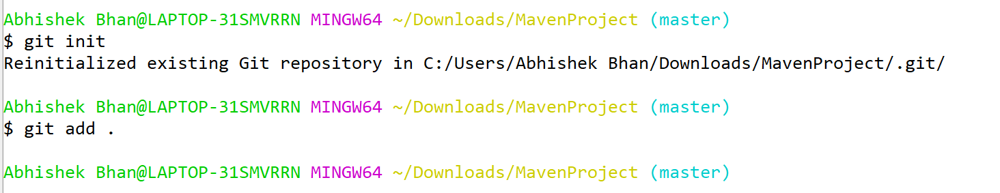 Abhishek Bhan@LAPTOP-31SMVRRN MINGW64 ~/Downloads/MavenProject (master)
$ git init
Reinitialized existing Git repository in C:/Users/Abhishek Bhan/Downloads/MavenProject/.git/
Abhishek Bhan@LAPTOP-31SMVRRN MINGW64 ~/Downloads/MavenProject (master)
$ git add .
Abhishek Bhan@LAPTOP-31SMVRRN MINGW64 ~/Downloads/MavenProject (master)